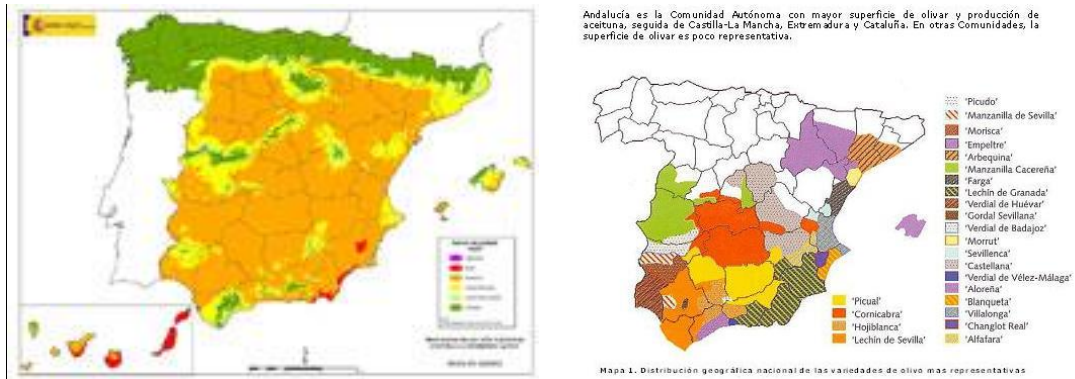 Andalucía es la Comunidad Autónoma con mayor superficie de olivar y producción de
aceituna, seguida de Castilla-La Mancha, Extremadura y Cataluña. En otras Comunidades, la
superficie de olivar es poco representativa.
'Picudo'
'Manzanilla de Sevilla'
'Morisca'
'Empeltre'
'Arbequina'
'Manzanilla Cacereña'
'Farga'
'Lechín de Granada'
'Verdial de Huévar'
'Gordal Sevillana'
'Verdial de Badajoz'
'Morrut'
'Sevillenca'
'Castellana'
'Verdial de Vélez-Málaga'
'Aloreña'
'Blanqueta'
'Villalonga'
'Changlot Real'
'Alfafara'
'Picual'
'Cornicabra'
'Hojiblanca'
'Lechín de Sevilla'
Mapa 1. Distribución geográfica nacional de las variedades de olivo mas representativas